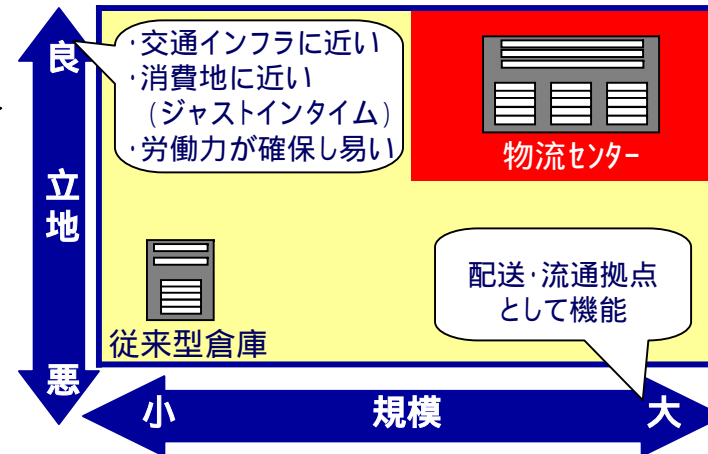 良
立
地
悪
・交通インフラに近い
・消費地に近い
（ジャストインタイム）
・労働力が確保し易い
物流センター
従来型倉庫
配送・流通拠点
として機能
小
規模
大